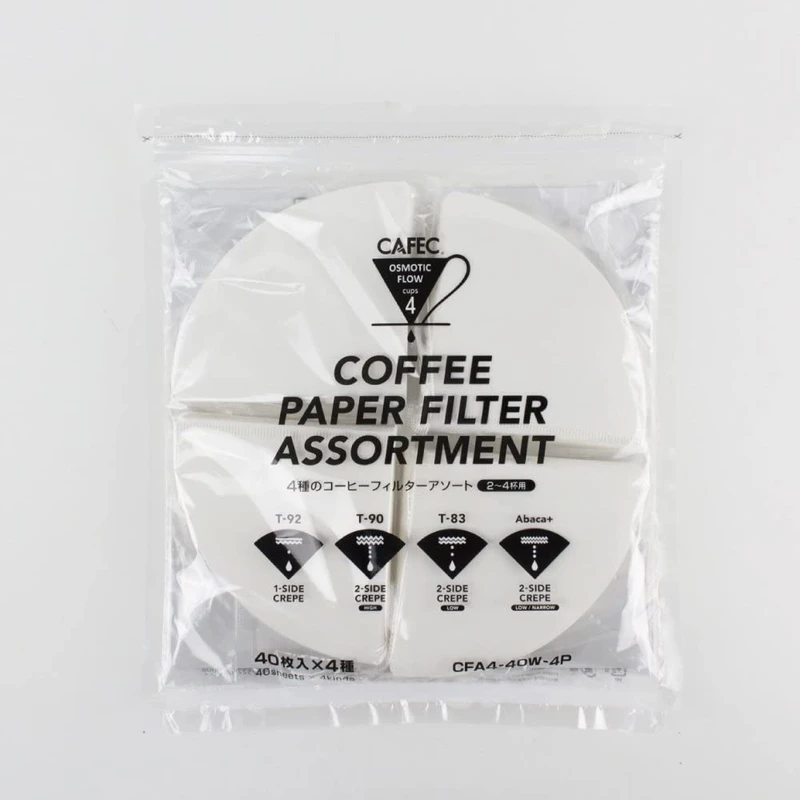 CAFEC®
OSMOTIC
FLOW
cups
4
COFFEE
PAPER FILTER
ASSORTMENT
4種のコーヒーフィルターアソート 2〜4杯用
T-92 T-90 T-83 Abaca+
1-SIDE CREPE
2-SIDE CREPE HIGH
2-SIDE CREPE LOW
2-SIDE CREPE LOW / NARROW
40枚入×4種 CFA4-40W-4P
40sheets × 4kinds